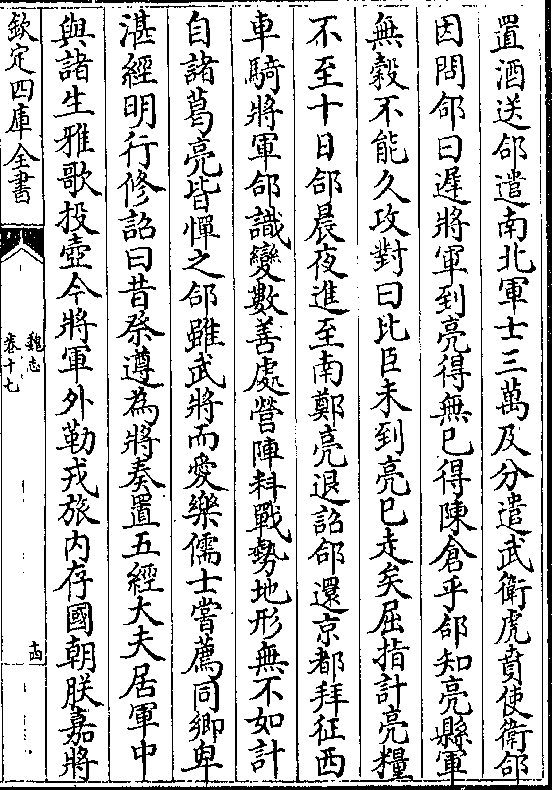 置酒送郃遣南北軍士三萬及分遣武衛虎賁使衛郃
因問郃曰遲將軍到亮得無已得陳倉乎郃知亮縣軍
無穀不能久攻對曰比臣未到亮已走矣屈指計亮糧
不至十日郃晨夜進至南鄭亮退詔郃還京都拜征西
車騎將軍郃識變數善處營陣料戰勢地形無不如計
自諸葛亮皆憚之郃雖武將而愛樂儒士嘗薦同鄉卑
湛經明行修詔曰昔祭遵為將奏置五經大夫居軍中
與諸生雅歌投壺今將軍外勒戎旅内存國朝朕嘉將
欽定四庫全書
魏志
卷十七
十四